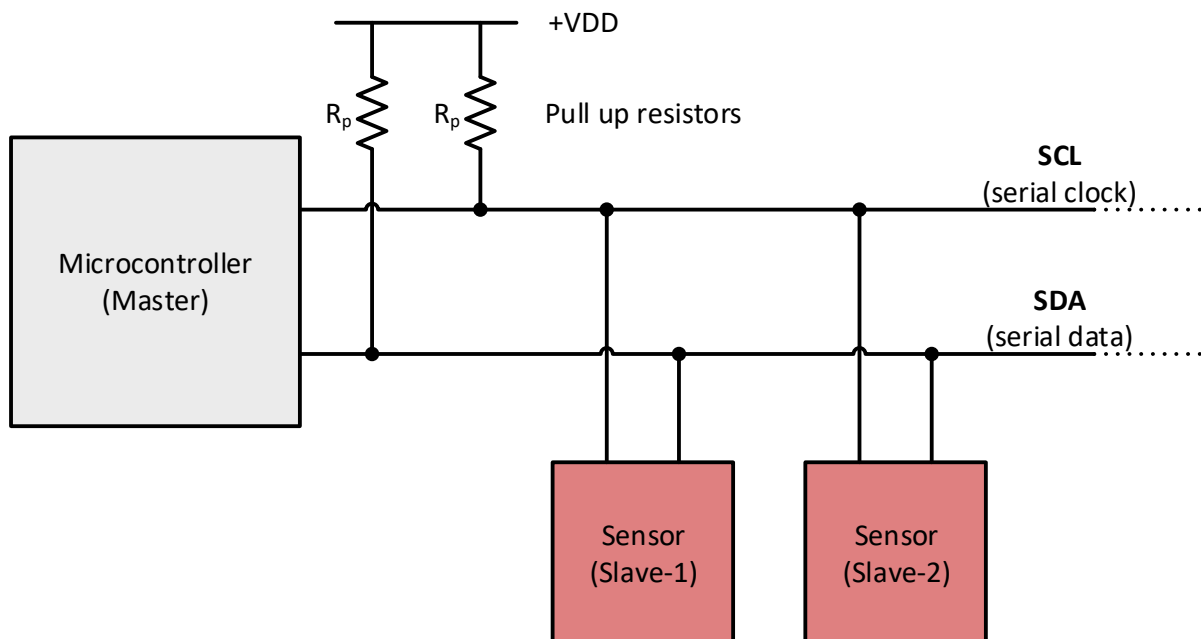 +VDD
Rp
Rp
Pull up resistors
SCL
(serial clock)
Microcontroller
(Master)
SDA
(serial data)
Sensor
(Slave-1)
Sensor
(Slave-2)